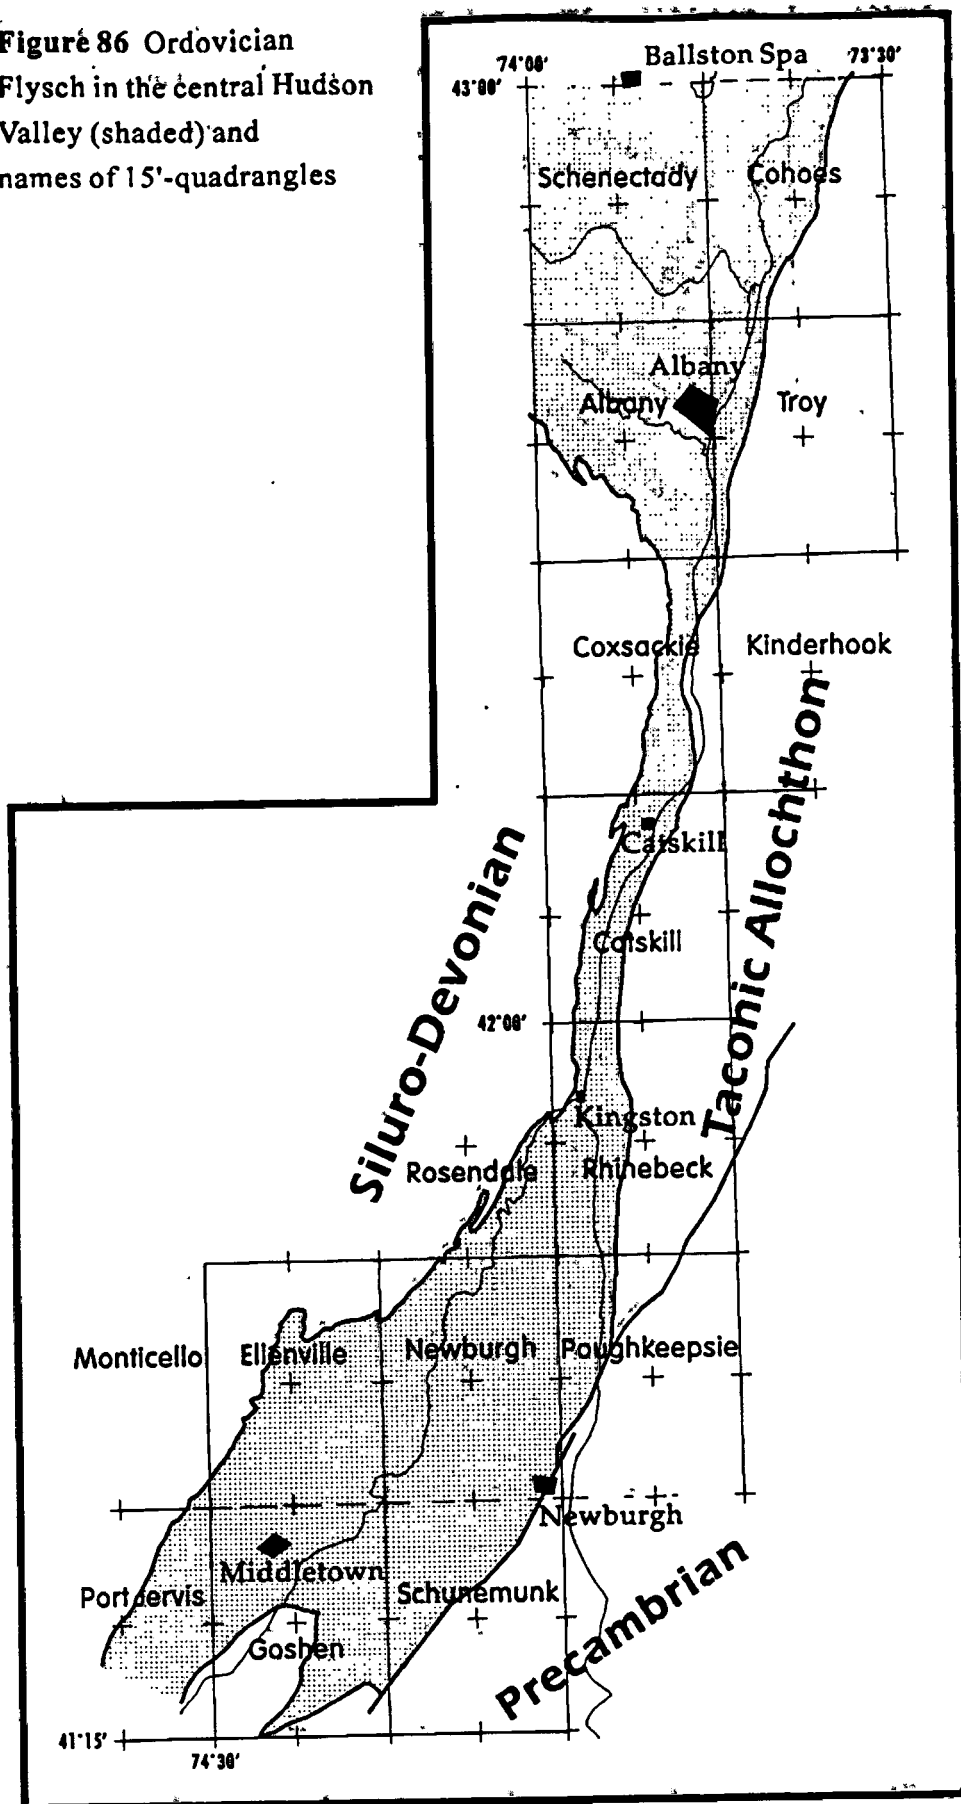 Figure 86 Ordovician
Flysch in the central Hudson
Valley (shaded) and
names of 15'-quadrangles
74°00'
Ballston Spa
73°30'
43°00'
Schenectady
Cohoes
Albany
Albany
Troy
Coxsackie
Kinderhook
Catskill
Catskill
Siluro-Devonian
Taconic Allochthon
42°00'
Kingston
Rosendale
Rhinebeck
Monticello
Ellenville
Newburgh
Poughkeepsie
Newburgh
Middletown
Port Jervis
Schunemunk
Goshen
Precambrian
41°15'
74°30'